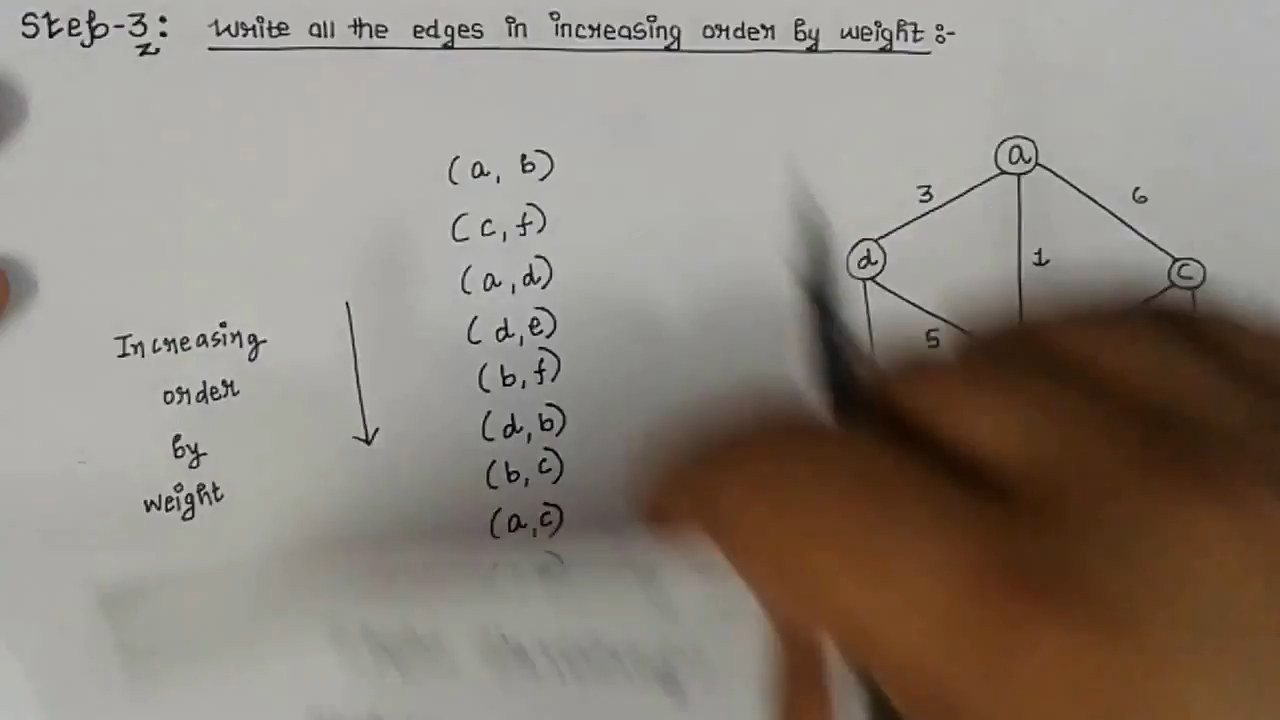 Step-3: Write all the edges in increasing order by weight :-
(a, b)
(c, f)
(a, d)
(d, e)
(b, f)
(d, b)
(b, c)
(a, c)
Increasing
order
by
weight
a
3
6
d
1
c
5